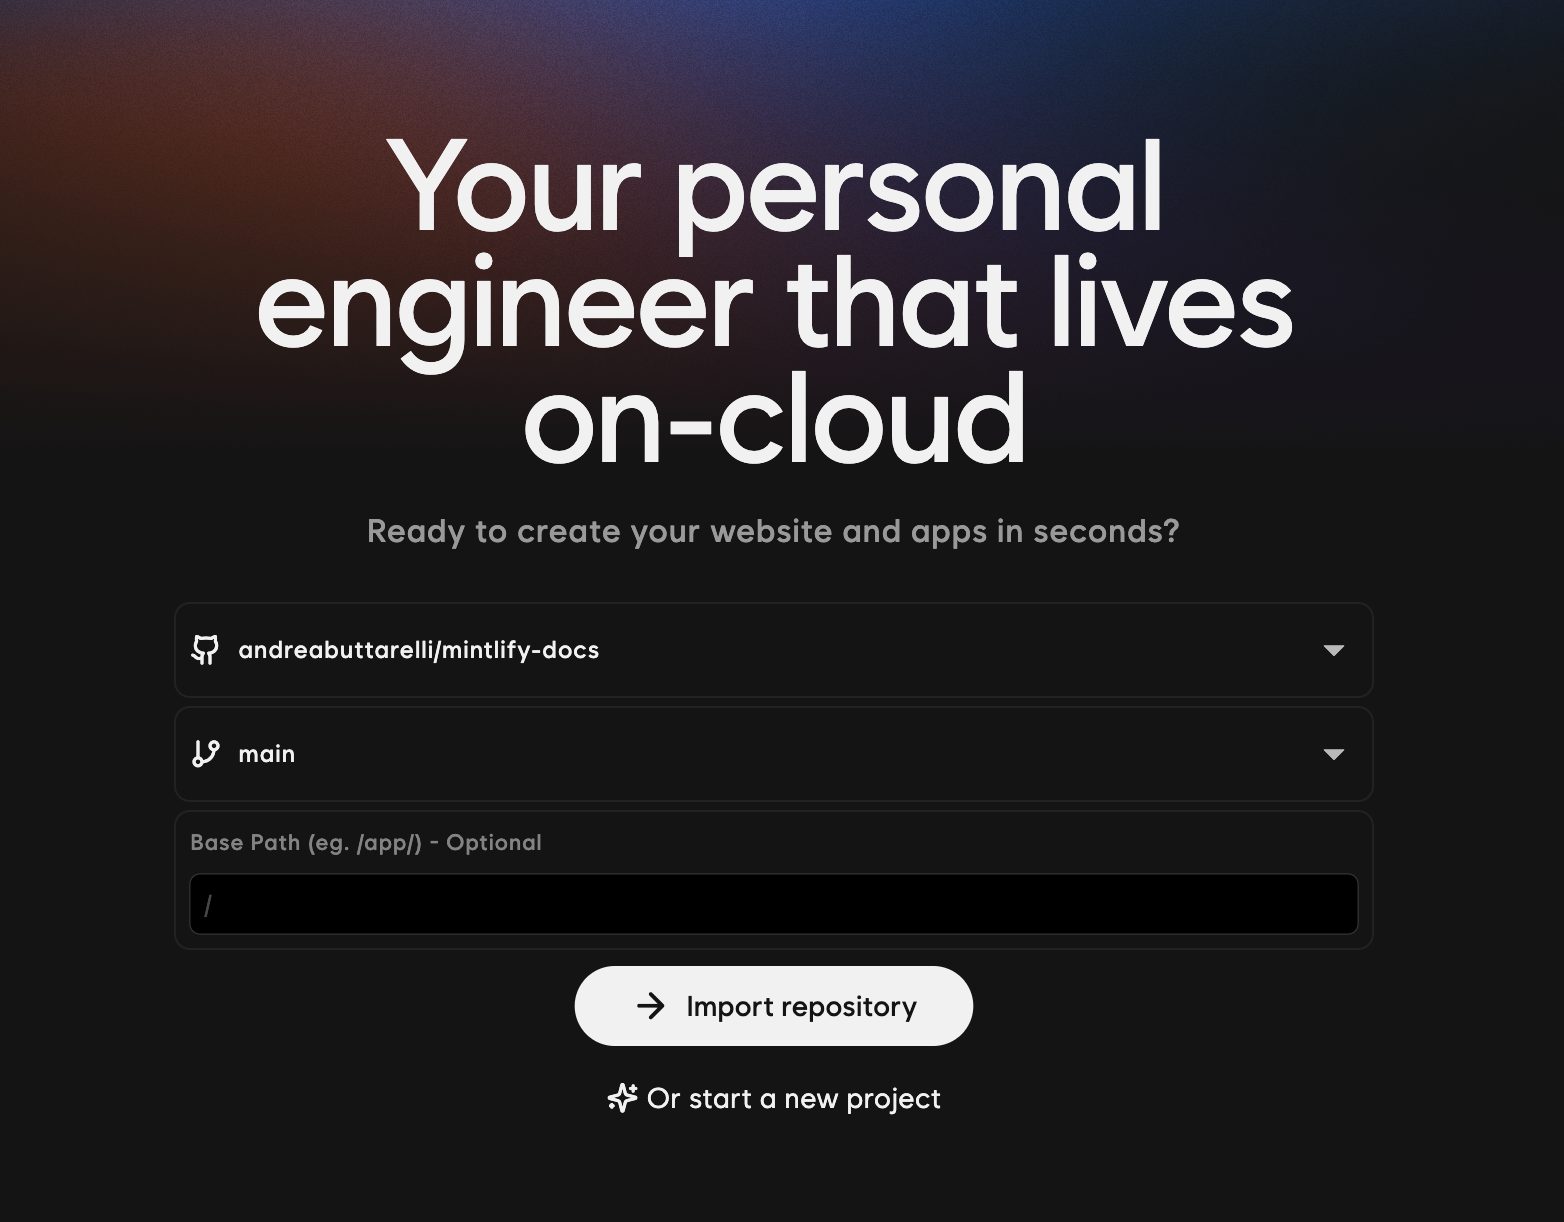 Your personal
engineer that lives
on-cloud
Ready to create your website and apps in seconds?
andreabuttarelli/mintlify-docs
main
Base Path (eg. /app/) - Optional
/
Import repository
Or start a new project